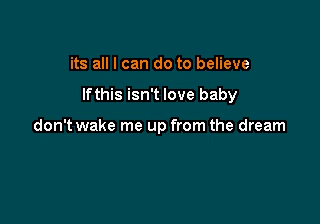 its all I can do to believe
If this isn't love baby
don't wake me up from the dream